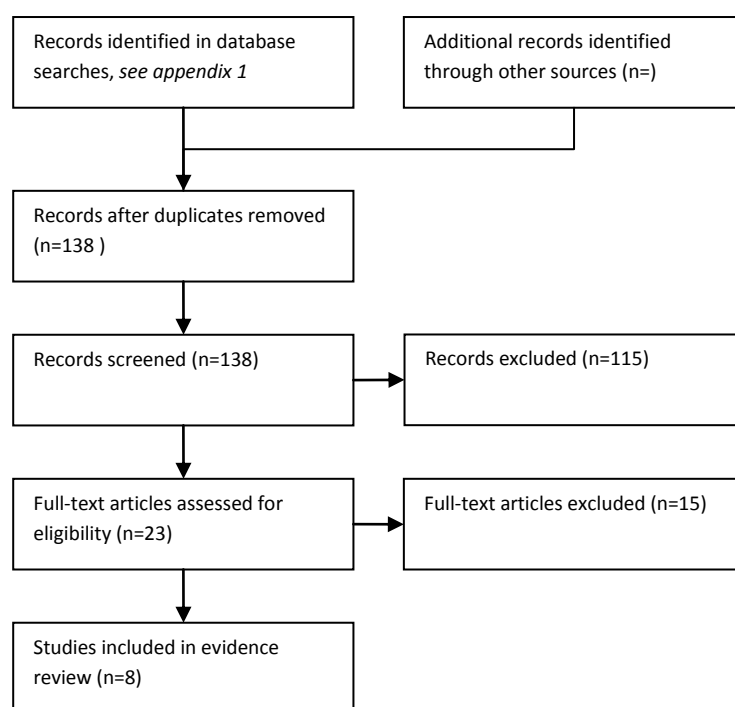 Records identified in database
searches, see appendix 1
Additional records identified
through other sources (n=)
Records after duplicates removed
(n=138 )
Records screened (n=138)
Records excluded (n=115)
Full-text articles assessed for
eligibility (n=23)
Full-text articles excluded (n=15)
Studies included in evidence
review (n=8)